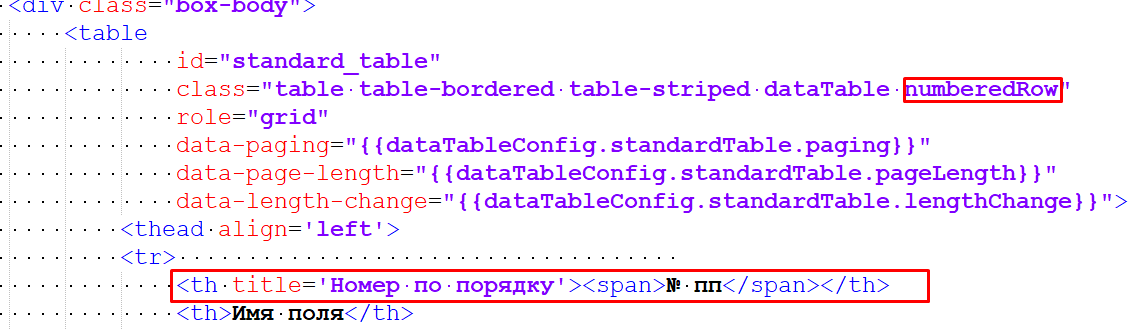 <div class="box-body">
<table
id="standard_table"
class="table table-bordered table-striped dataTable numberedRow"
role="grid"
data-paging="{{dataTableConfig.standardTable.paging}}"
data-page-length="{{dataTableConfig.standardTable.pageLength}}"
data-length-change="{{dataTableConfig.standardTable.lengthChange}}">
<thead align='left'>
<tr>
<th title='Номер по порядку'><span>№ пп</span></th>
<th>Имя поля</th>